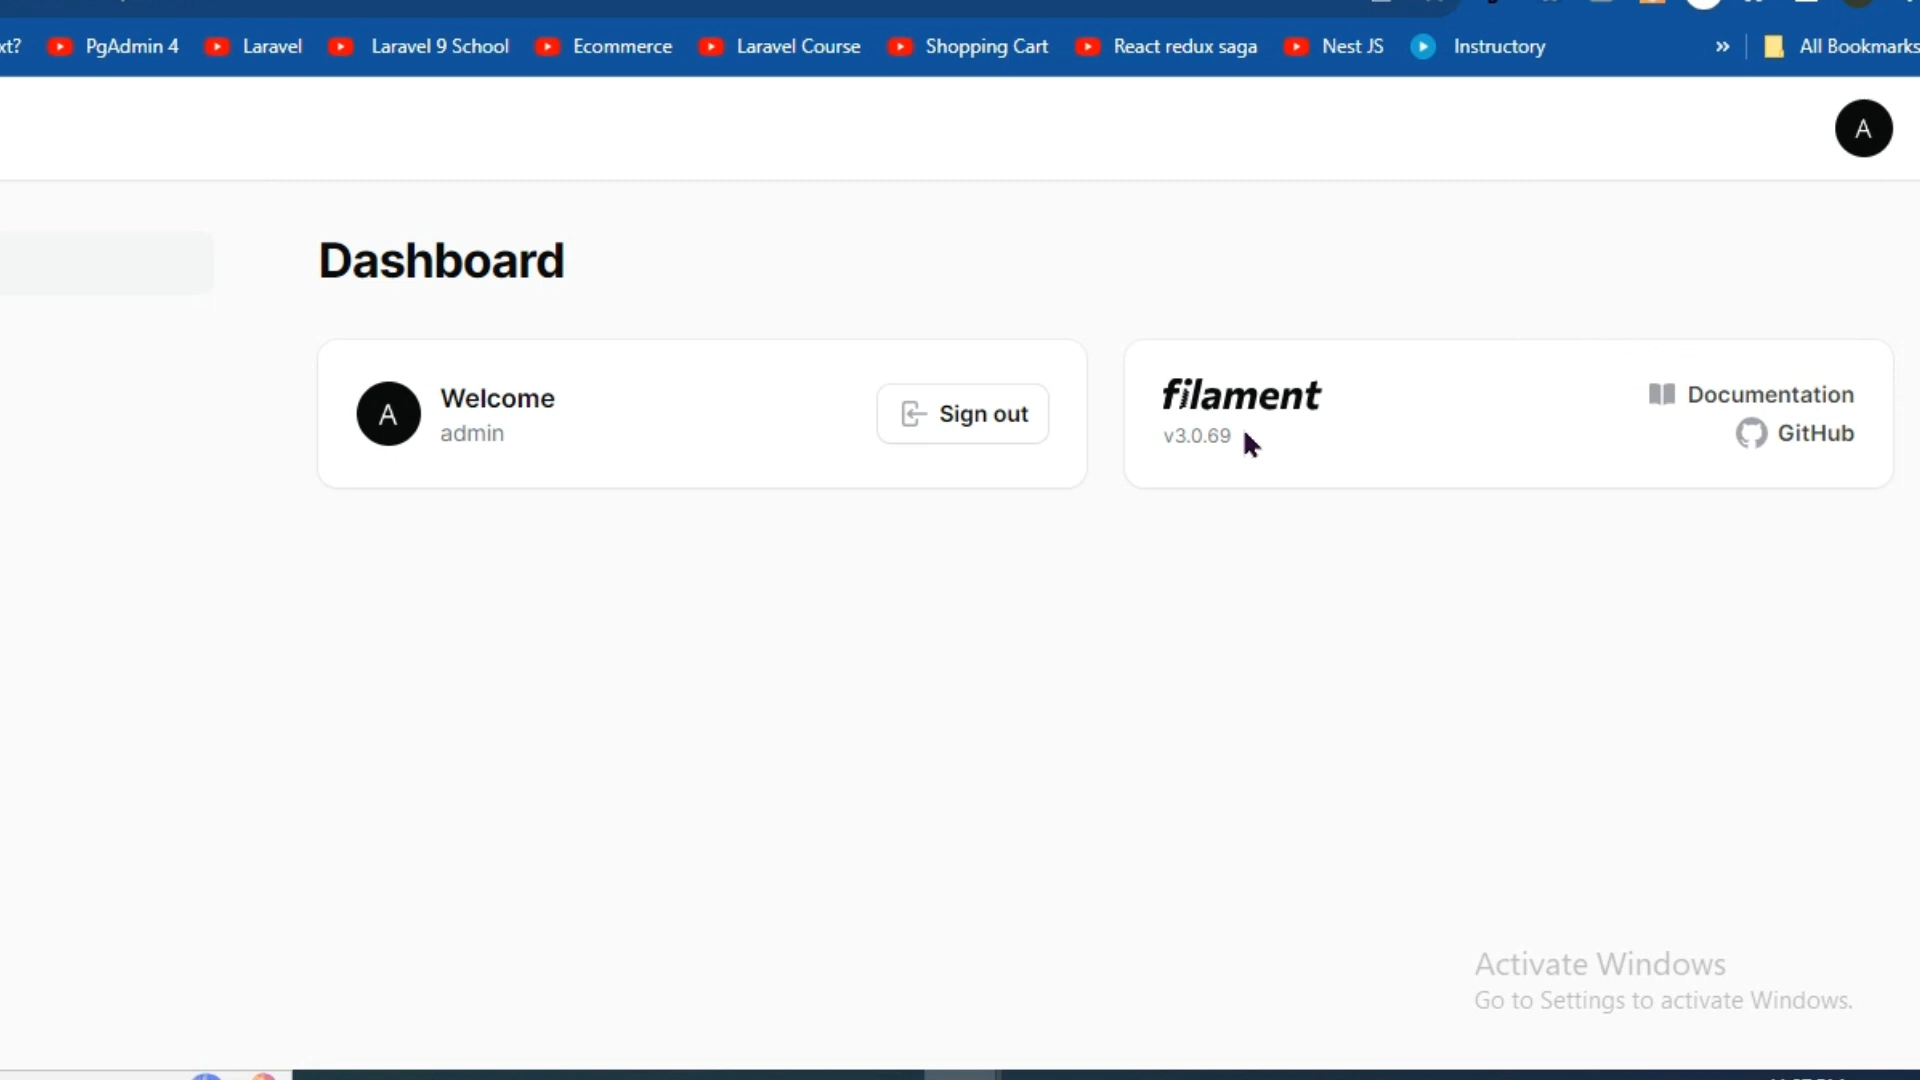 xt? PgAdmin 4 Laravel Laravel 9 School Ecommerce Laravel Course Shopping Cart React redux saga Nest JS Instructory » All Bookmarks
A
Dashboard
A
Welcome
admin
Sign out
filament
v3.0.69
Documentation
GitHub
Activate Windows
Go to Settings to activate Windows.